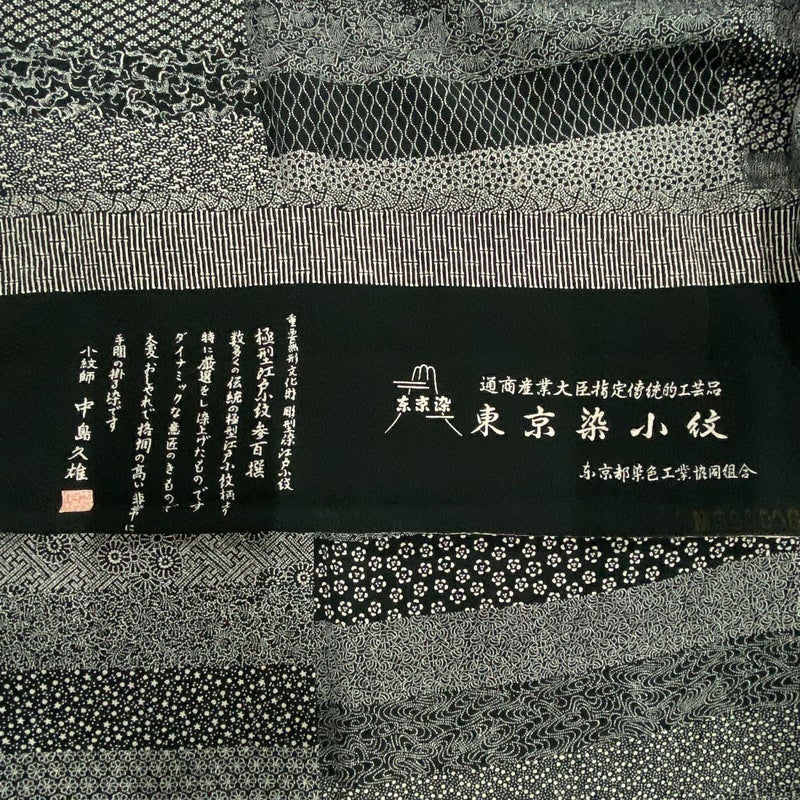 重要無形文化財 彫型染江戸小紋
極型江戸小紋参百撰
数多くの伝統の極型江戸小紋柄より
特に厳選をし染上げたものです
ダイナミックな意匠のきもので
大変おしゃれで格調の高い非常に
手間の掛る染です
小紋師 中島久雄
东京染
通商産業大臣指定傳統的工芸品
東京染小紋
东京都染色工業協同組合